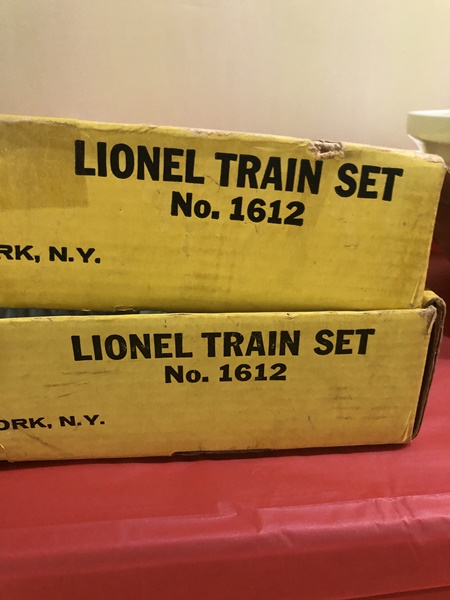 LIONEL TRAIN SET
No. 1612
RK, N.Y.
LIONEL TRAIN SET
No. 1612
ORK, N.Y.